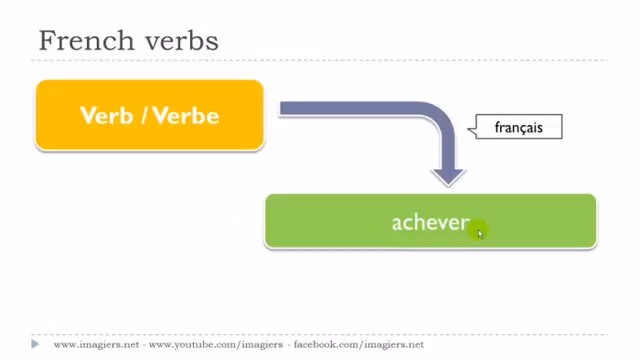 French verbs
Verb / Verbe
français
achever
www.imagiers.net - www.youtube.com/imagiers - facebook.com/imagiers.net